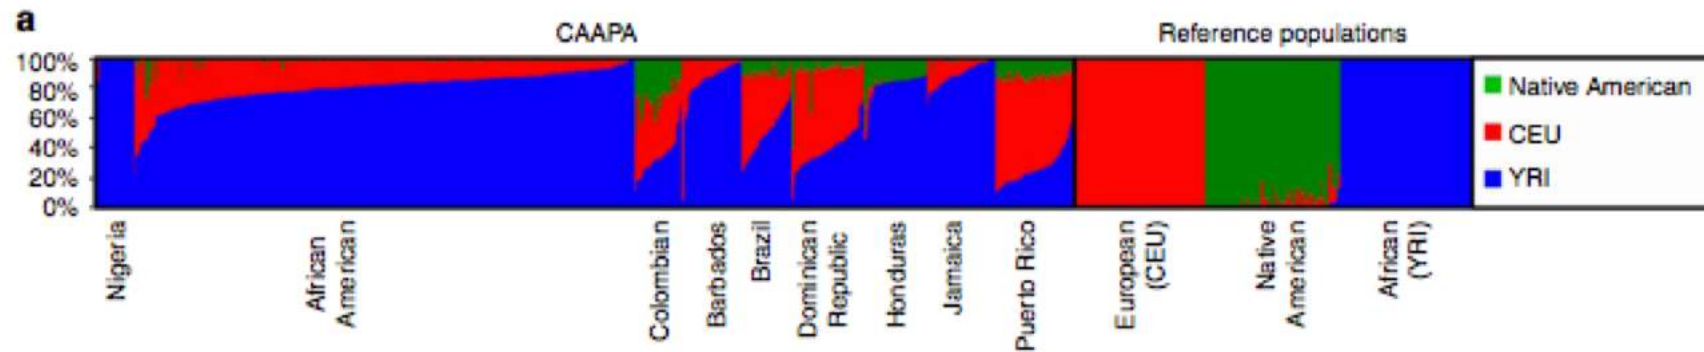 a
CAAPA
Reference populations
100%
80%
60%
40%
20%
0%
Native American
CEU
YRI
Nigeria
African
American
Colombian
Barbados
Brazil
Dominican
Republic
Honduras
Jamaica
Puerto Rico
European
(CEU)
Native
American
African
(YRI)